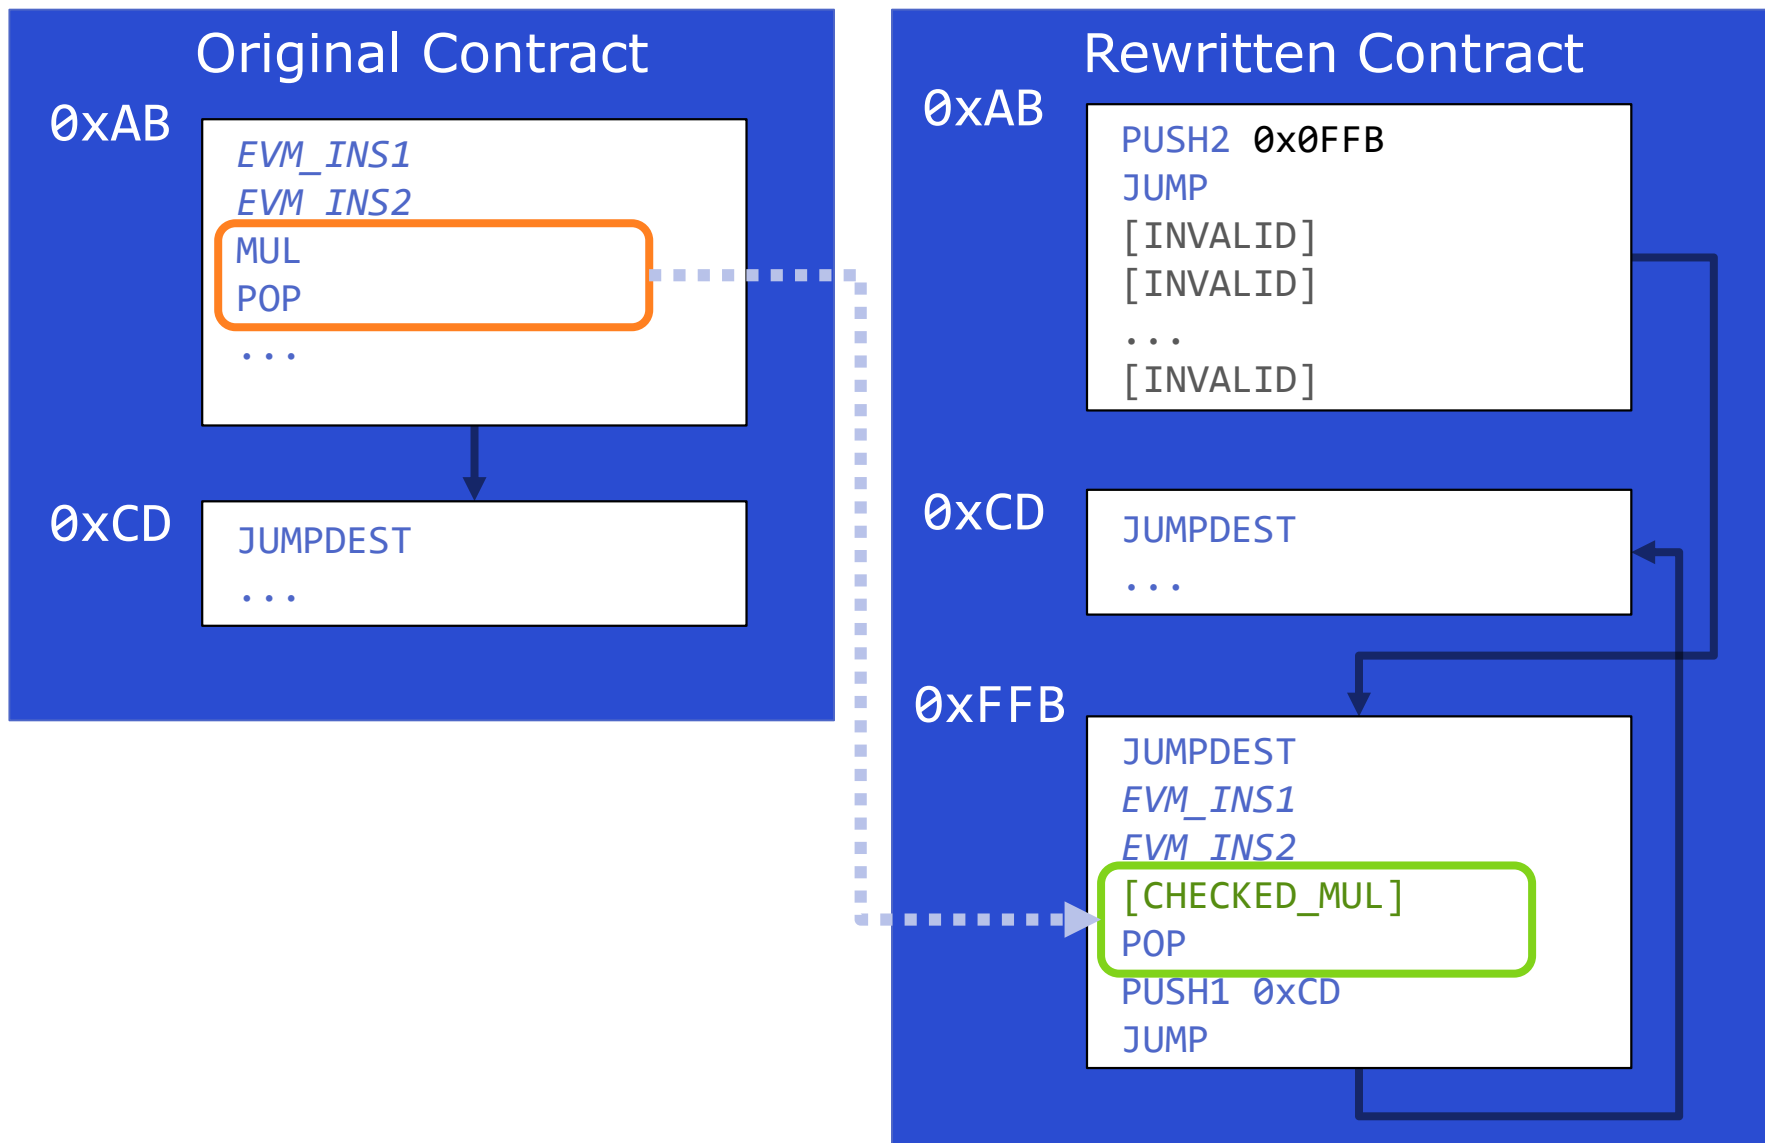 Original Contract
0xAB
EVM_INS1
EVM_INS2
MUL
POP
...
0xCD
JUMPDEST
...
Rewritten Contract
0xAB
PUSH2 0x0FFB
JUMP
[INVALID]
[INVALID]
...
[INVALID]
0xCD
JUMPDEST
...
0xFFB
JUMPDEST
EVM_INS1
EVM_INS2
[CHECKED_MUL]
POP
PUSH1 0xCD
JUMP